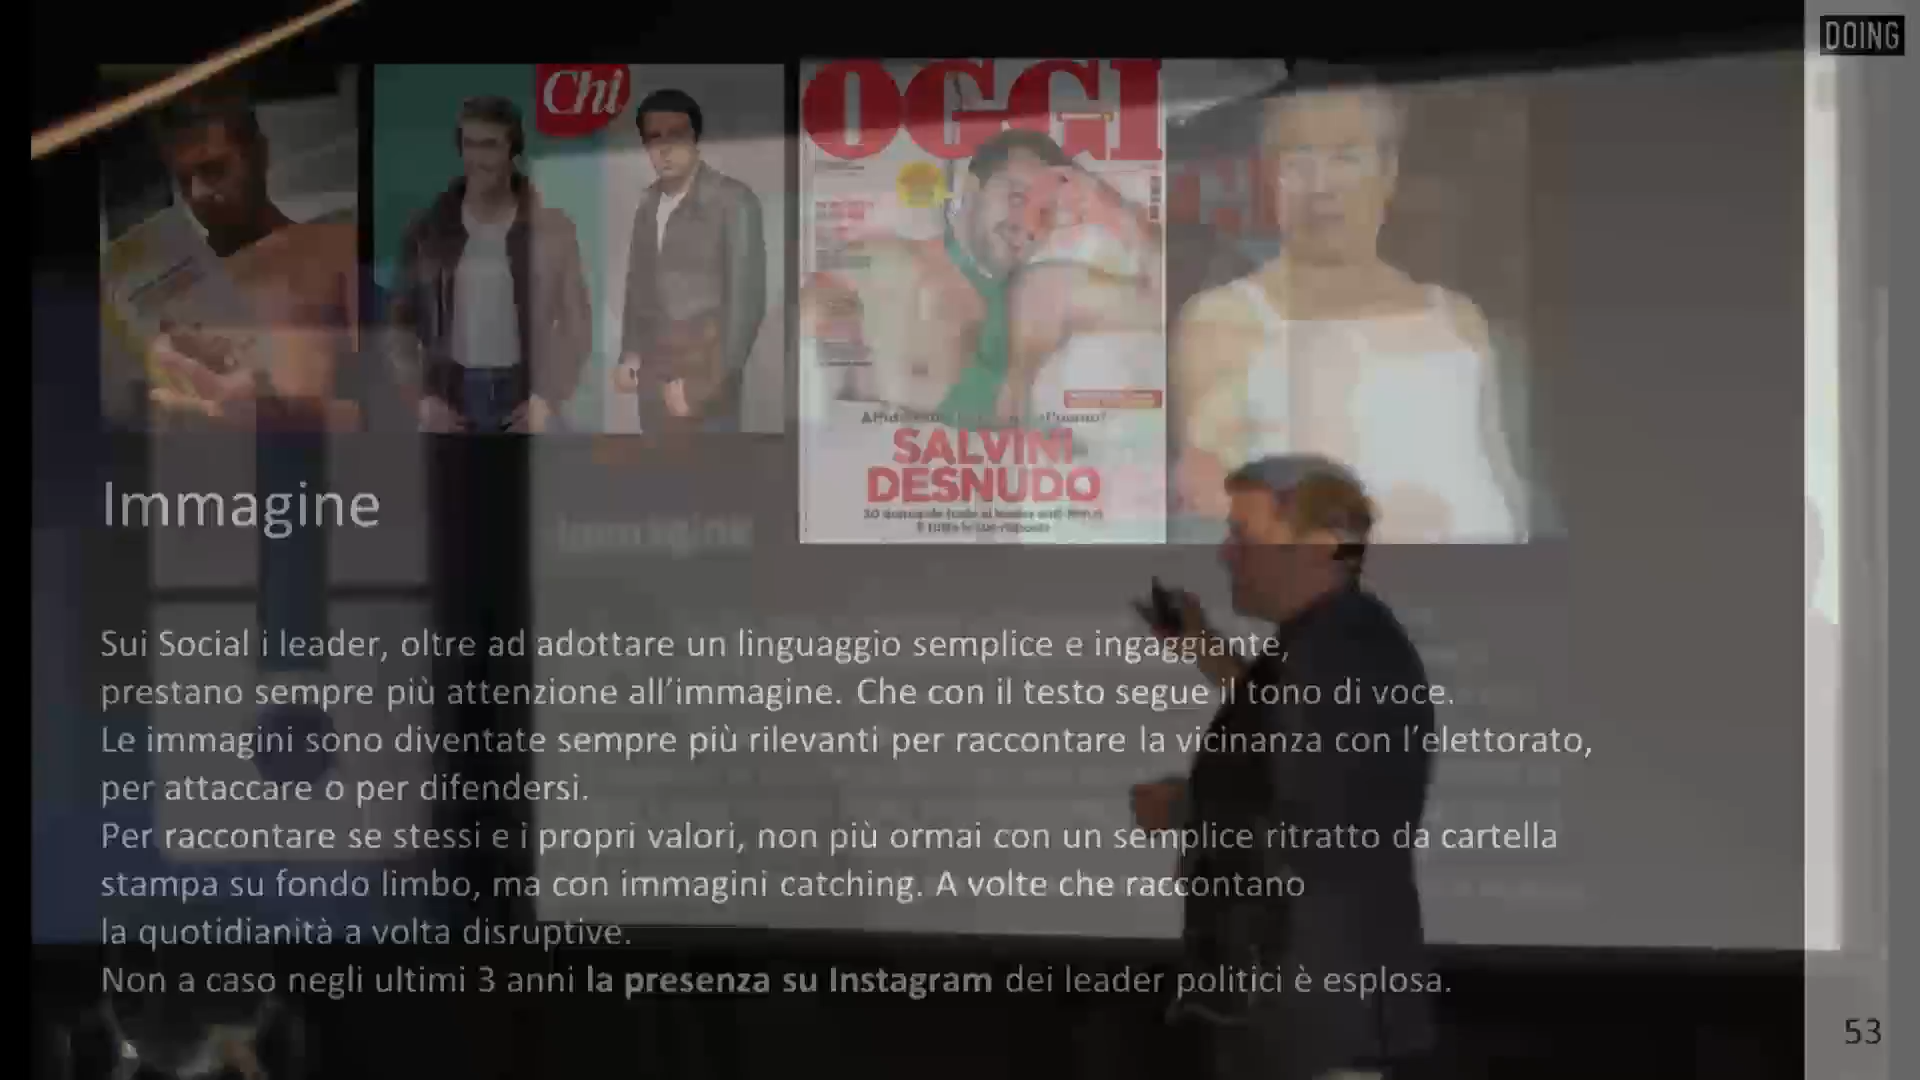 DOING
Chi
OGGI
SALVINI
DESNUDO
Immagine
Immagine
Sui Social i leader, oltre ad adottare un linguaggio semplice e ingaggiante,
prestano sempre più attenzione all'immagine. Che con il testo segue il tono di voce.
Le immagini sono diventate sempre più rilevanti per raccontare la vicinanza con l'elettorato,
per attaccare o per difendersi.
Per raccontare se stessi e i propri valori, non più ormai con un semplice ritratto da cartella
stampa su fondo limbo, ma con immagini catching. A volte che raccontano
la quotidianità a volta disruptive.
Non a caso negli ultimi 3 anni la presenza su Instagram dei leader politici è esplosa.
53